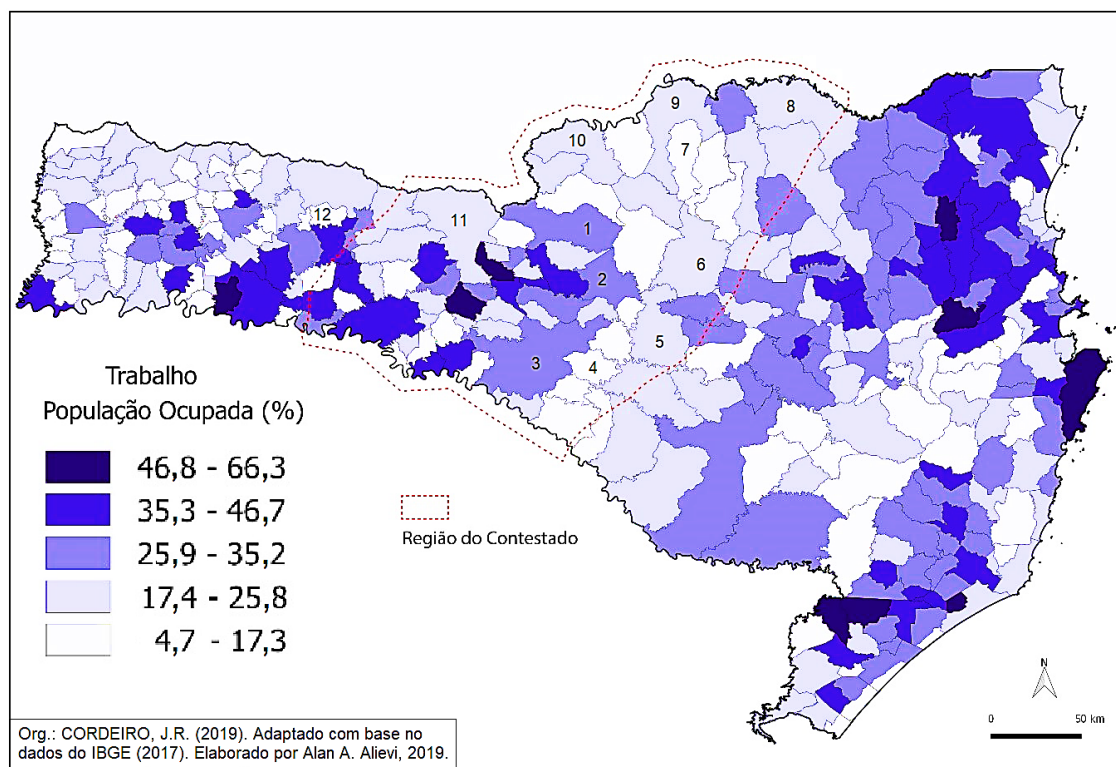 9
8
10
7
12
11
1
6
2
5
3
4
Trabalho
População Ocupada (%)
46,8 - 66,3
35,3 - 46,7
25,9 - 35,2
17,4 - 25,8
4,7 - 17,3
Região do Contestado
N
0 50 km
Org.: CORDEIRO, J.R. (2019). Adaptado com base no
dados do IBGE (2017). Elaborado por Alan A. Alievi, 2019.